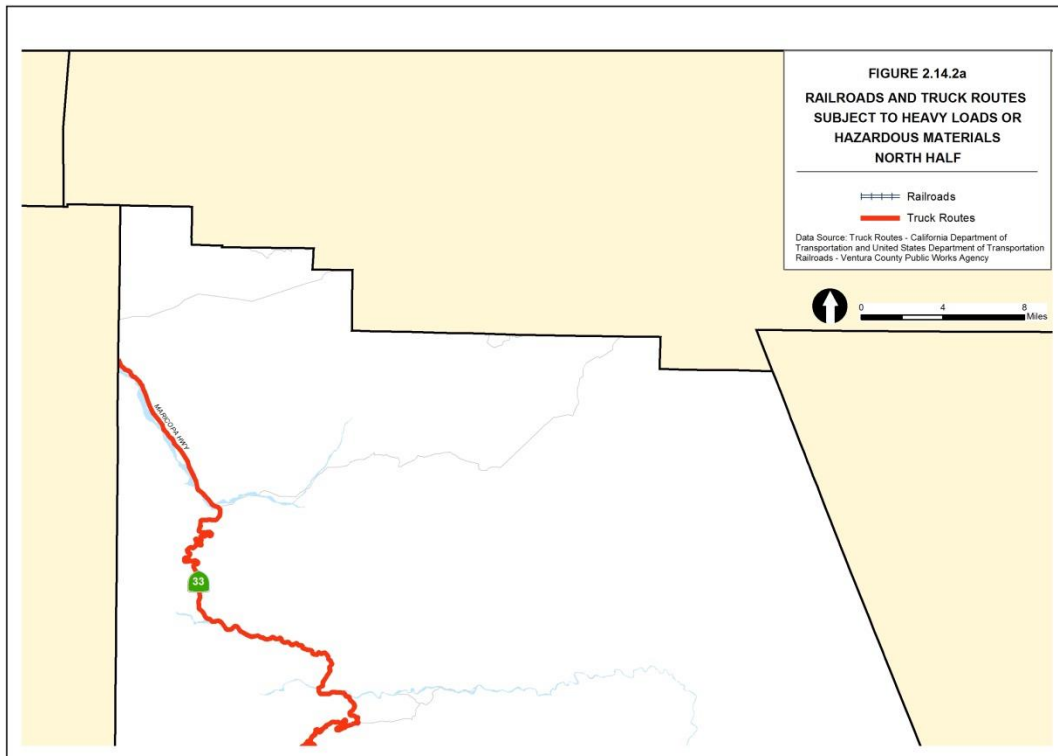 FIGURE 2.14.2a
RAILROADS AND TRUCK ROUTES
SUBJECT TO HEAVY LOADS OR
HAZARDOUS MATERIALS
NORTH HALF
Railroads
Truck Routes
Data Source: Truck Routes - California Department of
Transportation and United States Department of Transportation
Railroads - Ventura County Public Works Agency
0 4 8
Miles
MARICOPA HWY
33